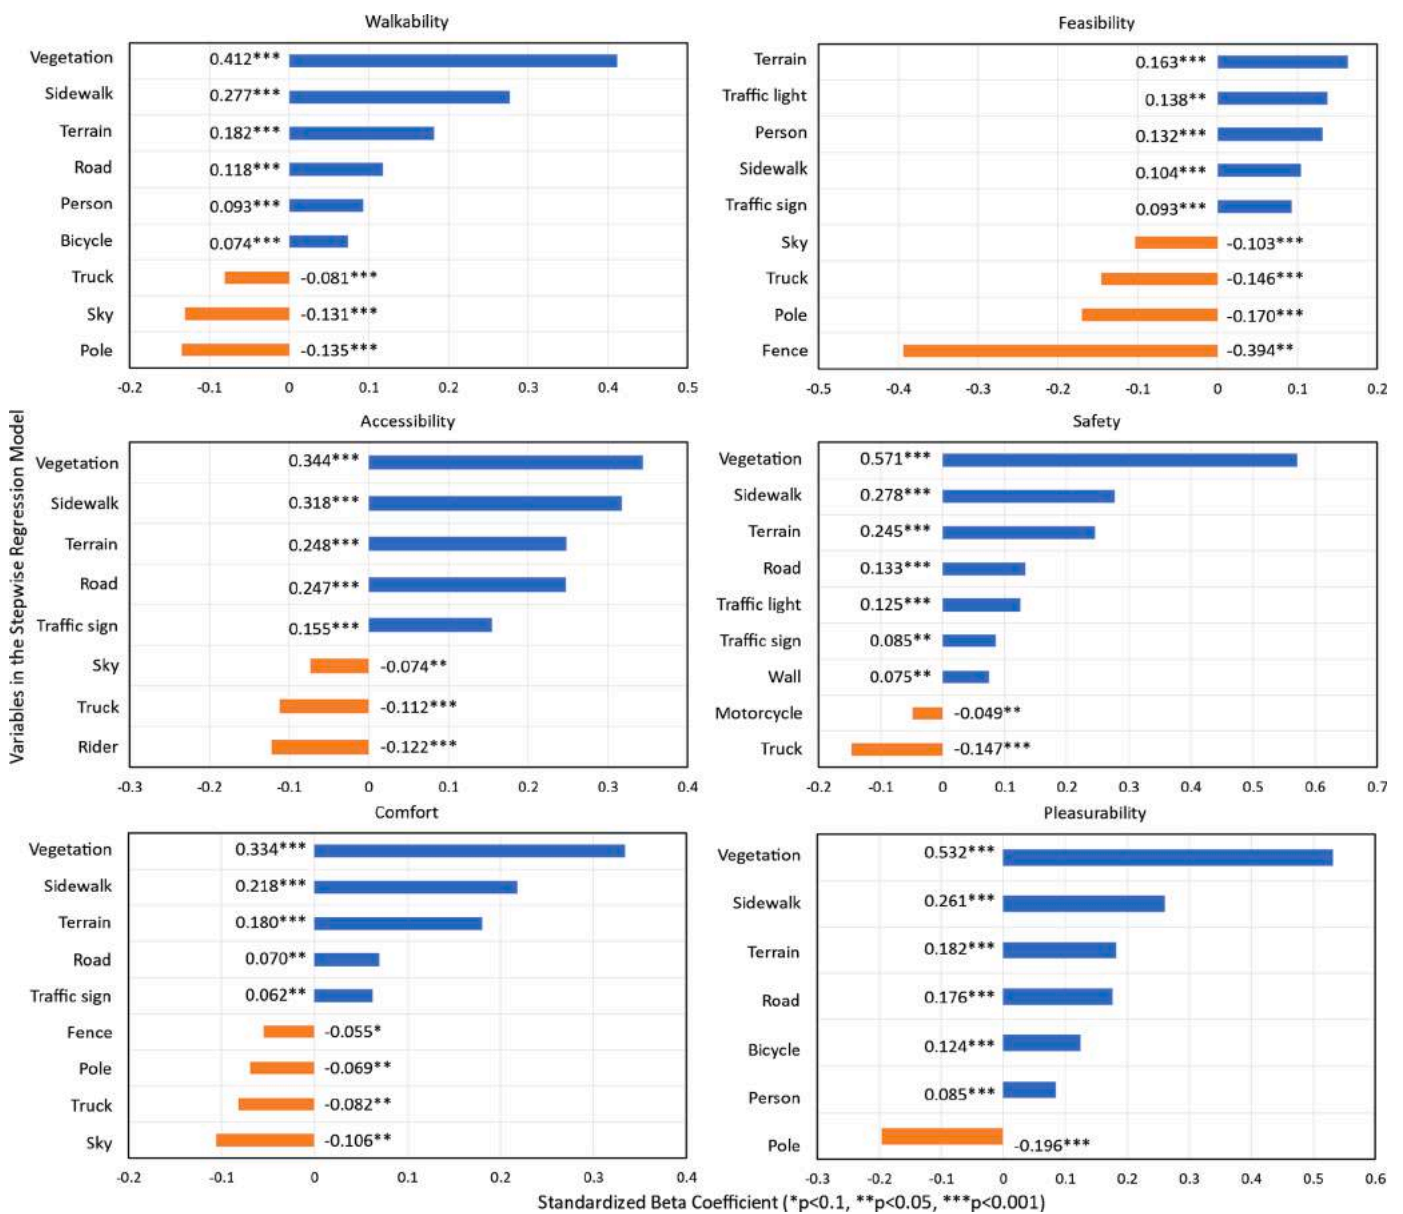 Walkability
Vegetation 0.412***
Sidewalk 0.277***
Terrain 0.182***
Road 0.118***
Person 0.093***
Bicycle 0.074***
Truck -0.081***
Sky -0.131***
Pole -0.135***
-0.2 -0.1 0 0.1 0.2 0.3 0.4 0.5
Feasibility
Terrain 0.163***
Traffic light 0.138**
Person 0.132***
Sidewalk 0.104***
Traffic sign 0.093***
Sky -0.103***
Truck -0.146***
Pole -0.170***
Fence -0.394**
-0.5 -0.4 -0.3 -0.2 -0.1 0 0.1 0.2
Variables in the Stepwise Regression Model
Accessibility
Vegetation 0.344***
Sidewalk 0.318***
Terrain 0.248***
Road 0.247***
Traffic sign 0.155***
Sky -0.074**
Truck -0.112***
Rider -0.122***
-0.3 -0.2 -0.1 0 0.1 0.2 0.3 0.4
Safety
Vegetation 0.571***
Sidewalk 0.278***
Terrain 0.245***
Road 0.133***
Traffic light 0.125***
Traffic sign 0.085**
Wall 0.075**
Motorcycle -0.049**
Truck -0.147***
-0.2 -0.1 0 0.1 0.2 0.3 0.4 0.5 0.6 0.7
Comfort
Vegetation 0.334***
Sidewalk 0.218***
Terrain 0.180***
Road 0.070**
Traffic sign 0.062**
Fence -0.055*
Pole -0.069**
Truck -0.082**
Sky -0.106**
-0.2 -0.1 0 0.1 0.2 0.3 0.4
Pleasurability
Vegetation 0.532***
Sidewalk 0.261***
Terrain 0.182***
Road 0.176***
Bicycle 0.124***
Person 0.085***
Pole -0.196***
-0.3 -0.2 -0.1 0 0.1 0.2 0.3 0.4 0.5 0.6
Standardized Beta Coefficient (*p<0.1, **p<0.05, ***p<0.001)